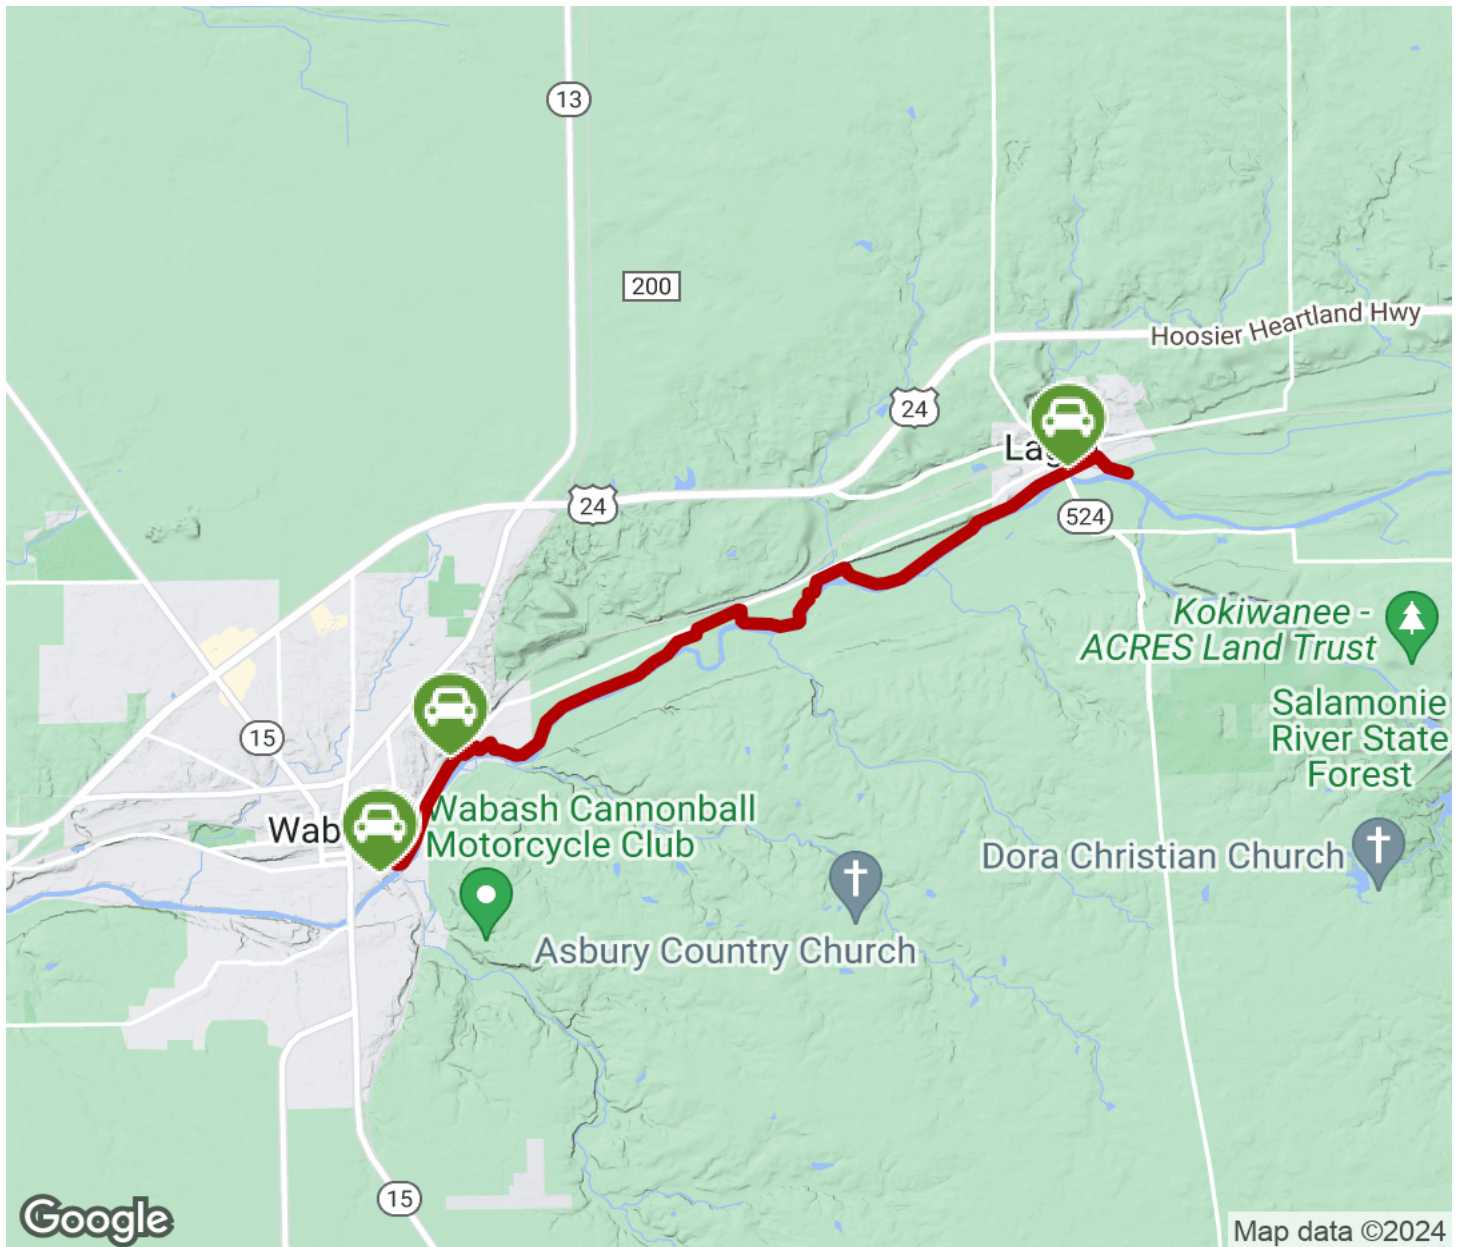 13
200
Hoosier Heartland Hwy
24
24
524
Kokiwanee -
ACRES Land Trust
Salamonie
River State
Forest
15
Wabash Cannonball
Motorcycle Club
Dora Christian Church
Asbury Country Church
15
Google
Map data ©2024